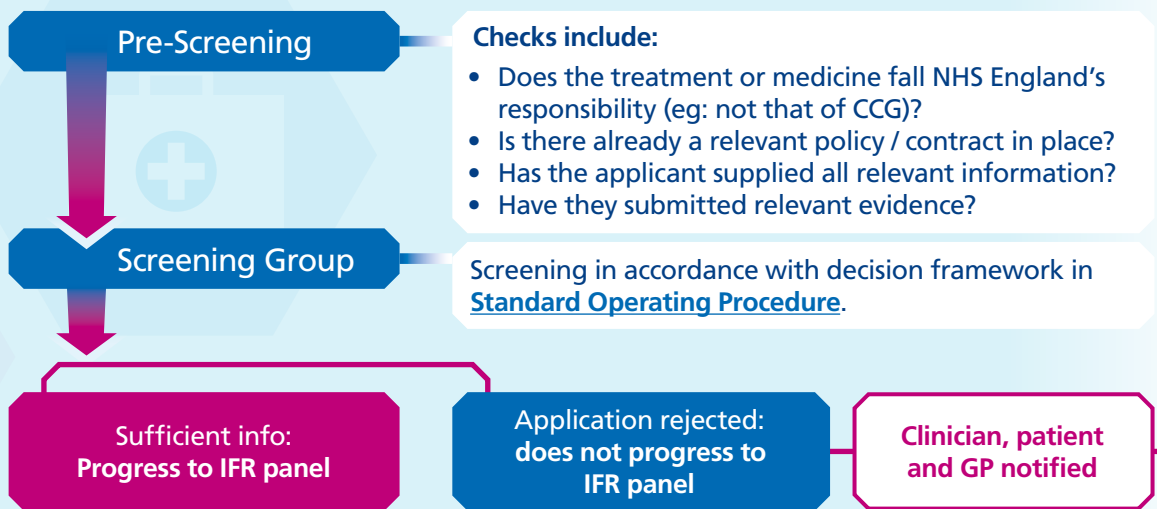 Pre-Screening
Checks include:
• Does the treatment or medicine fall NHS England’s
responsibility (eg: not that of CCG)?
• Is there already a relevant policy / contract in place?
• Has the applicant supplied all relevant information?
• Have they submitted relevant evidence?
Screening Group
Screening in accordance with decision framework in
Standard Operating Procedure.
Sufficient info:
Progress to IFR panel
Application rejected:
does not progress to
IFR panel
Clinician, patient
and GP notified